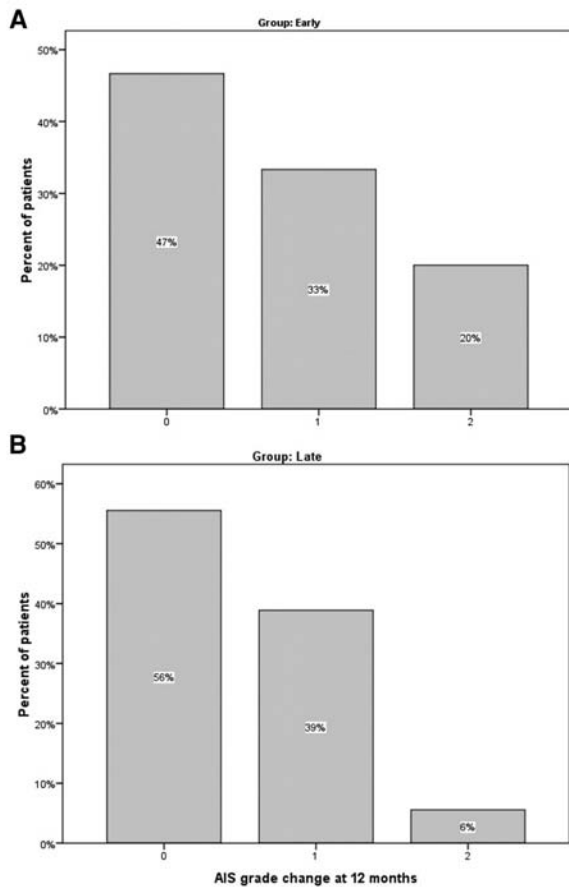 A
Group: Early
50%
40%
30%
20%
10%
0%
Percent of patients
47%
33%
20%
0 1 2
B
Group: Late
60%
50%
40%
30%
20%
10%
0%
Percent of patients
56%
39%
6%
0 1 2
AIS grade change at 12 months